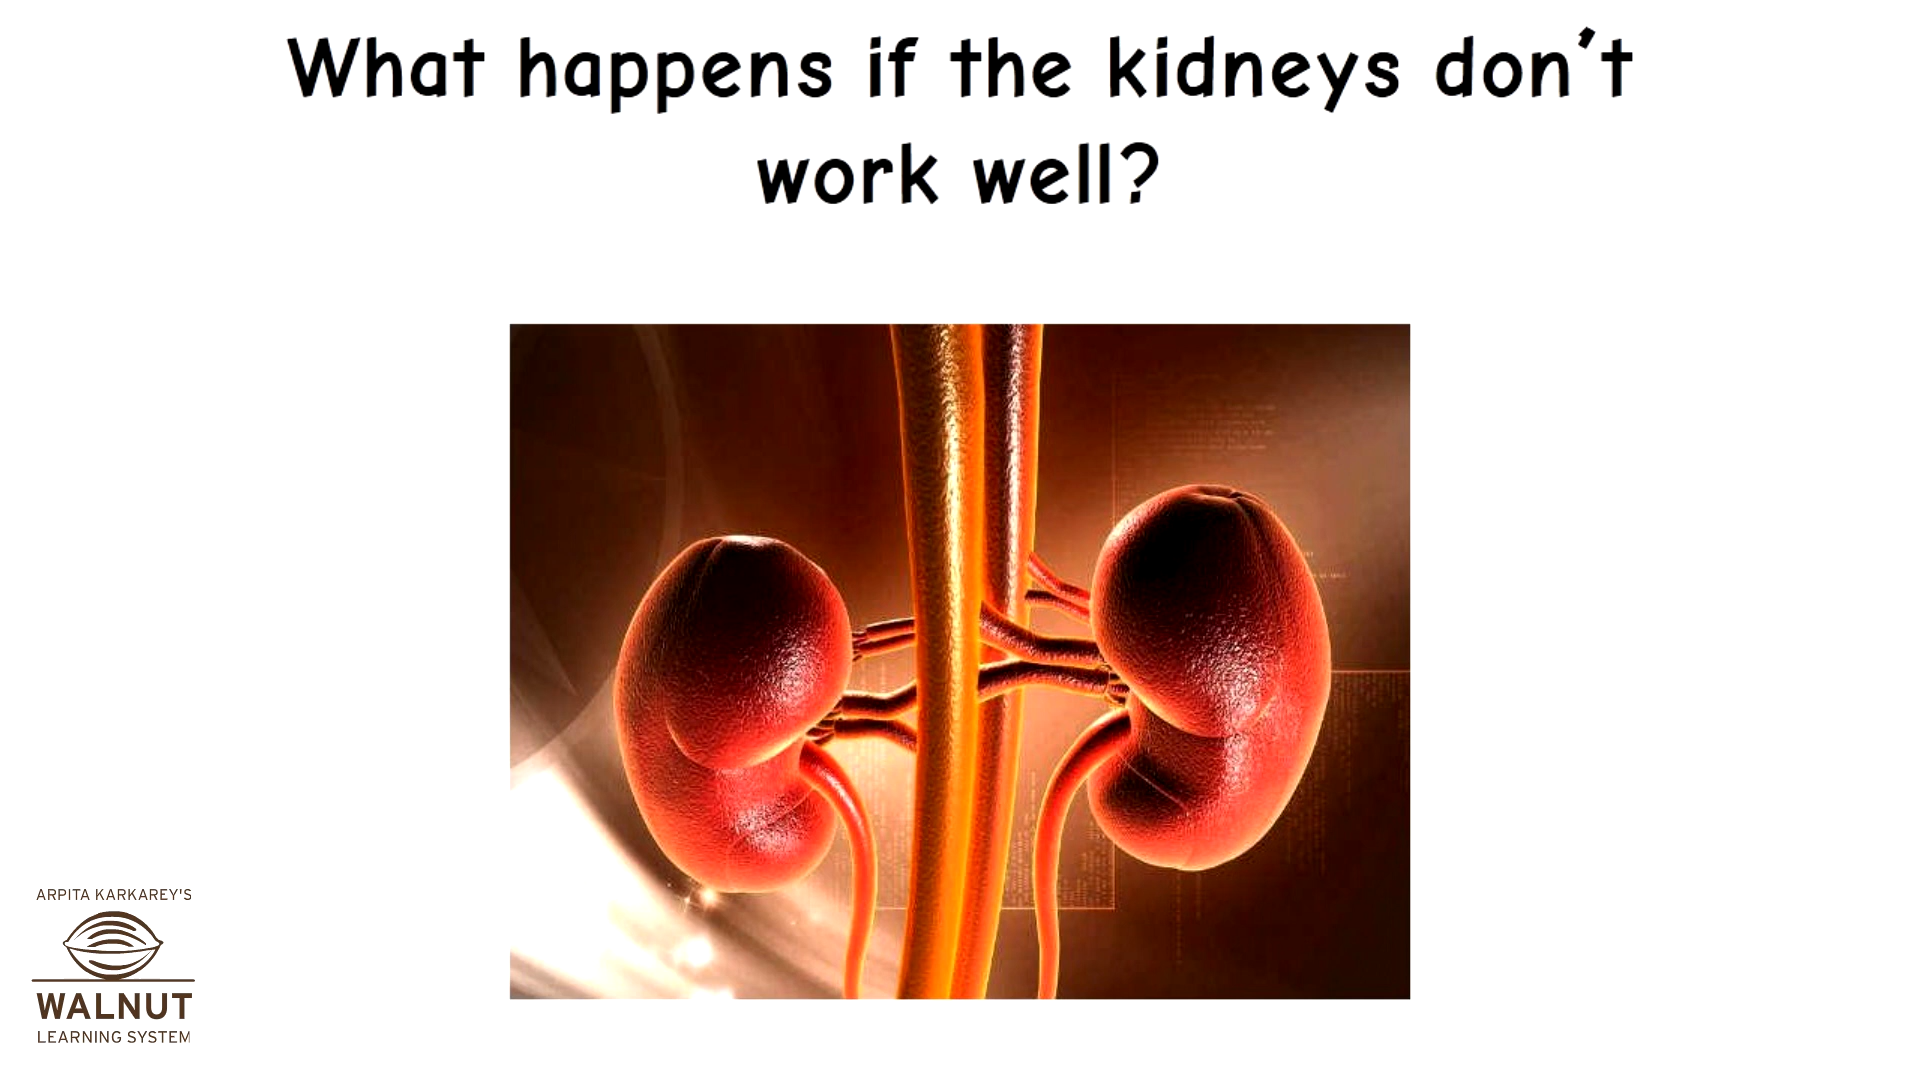 What happens if the kidneys don't
work well?
ARPITA KARKAREY'S
WALNUT
LEARNING SYSTEM